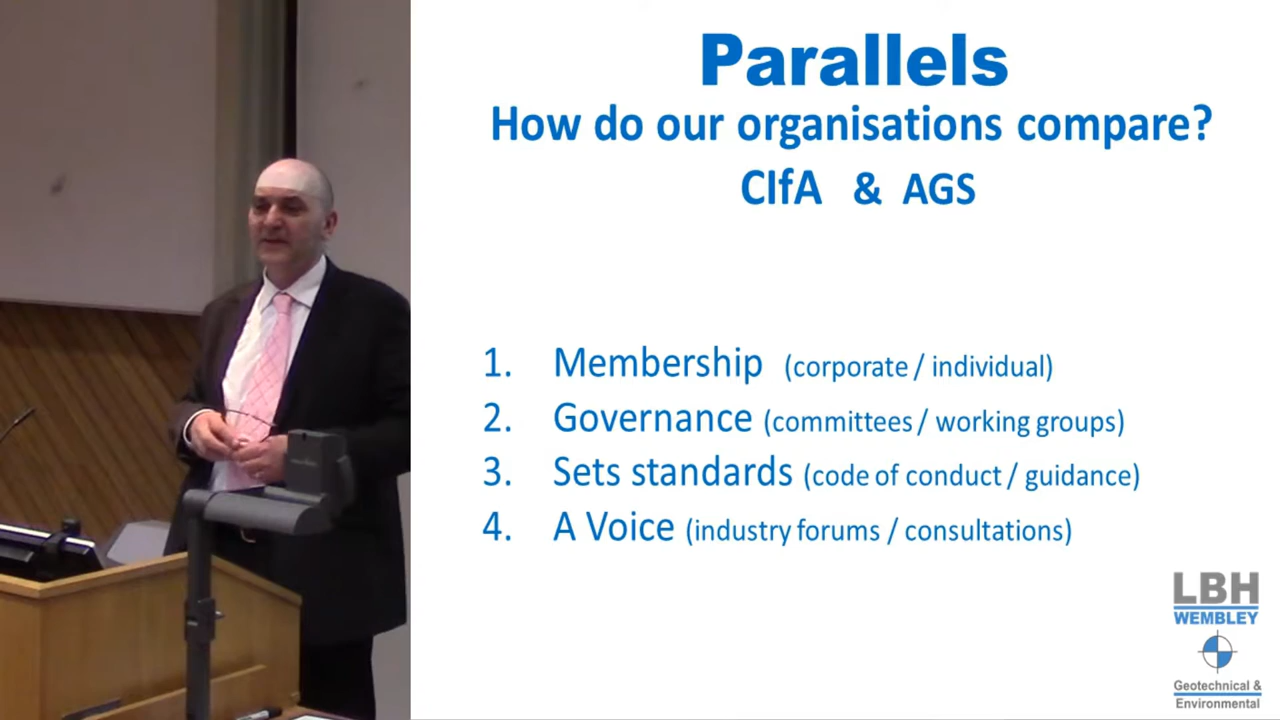 Parallels
How do our organisations compare?
CIfA & AGS
1. Membership (corporate / individual)
2. Governance (committees / working groups)
3. Sets standards (code of conduct / guidance)
4. A Voice (industry forums / consultations)
LBH
WEMBLEY
Geotechnical &
Environmental